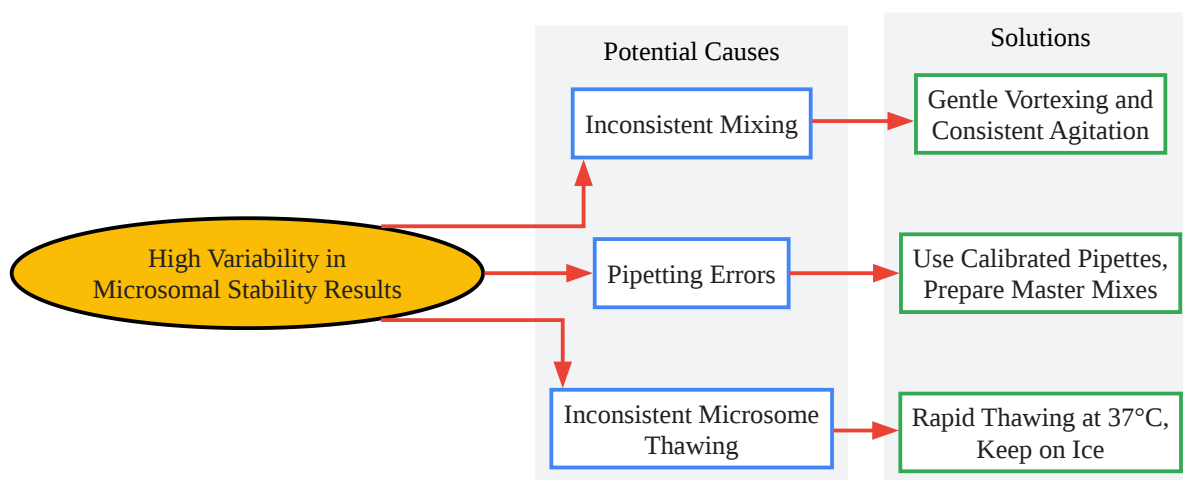 Potential Causes
Solutions
Inconsistent Mixing
Gentle Vortexing and
Consistent Agitation
High Variability in
Microsomal Stability Results
Pipetting Errors
Use Calibrated Pipettes,
Prepare Master Mixes
Inconsistent Microsome
Thawing
Rapid Thawing at 37°C,
Keep on Ice